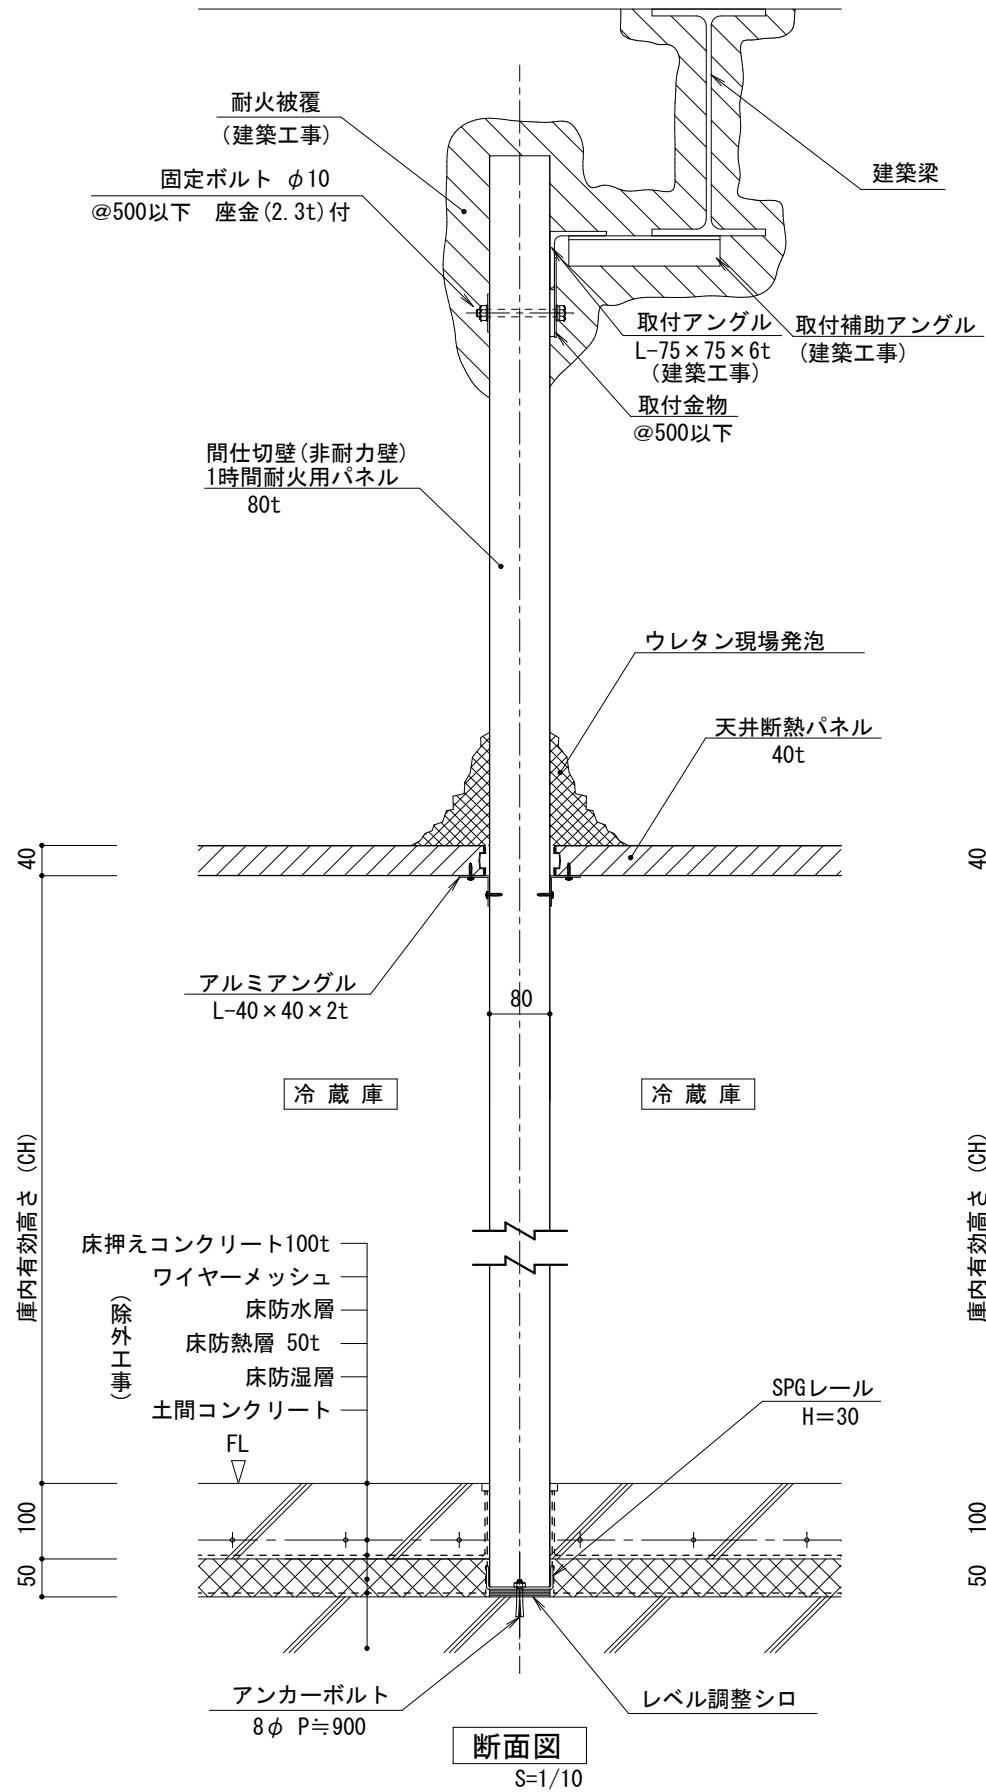 耐火被覆
(建築工事)
固定ボルト φ10
@500以下 座金(2.3t)付
建築梁
取付アングル
L-75×75×6t
(建築工事)
取付補助アングル
(建築工事)
取付金物
@500以下
間仕切壁(非耐力壁)
1時間耐火用パネル
80t
ウレタン現場発泡
天井断熱パネル
40t
40
40
アルミアングル
L-40×40×2t
80
冷蔵庫
冷蔵庫
庫内有効高さ (CH)
庫内有効高さ (CH)
床押えコンクリート100t
ワイヤーメッシュ
床防水層
床防熱層 50t
床防湿層
土間コンクリート
(除外工事)
FL
SPGレール
H=30
100
50
100
50
アンカーボルト
8φ P≒900
レベル調整シロ
断面図
S=1/10